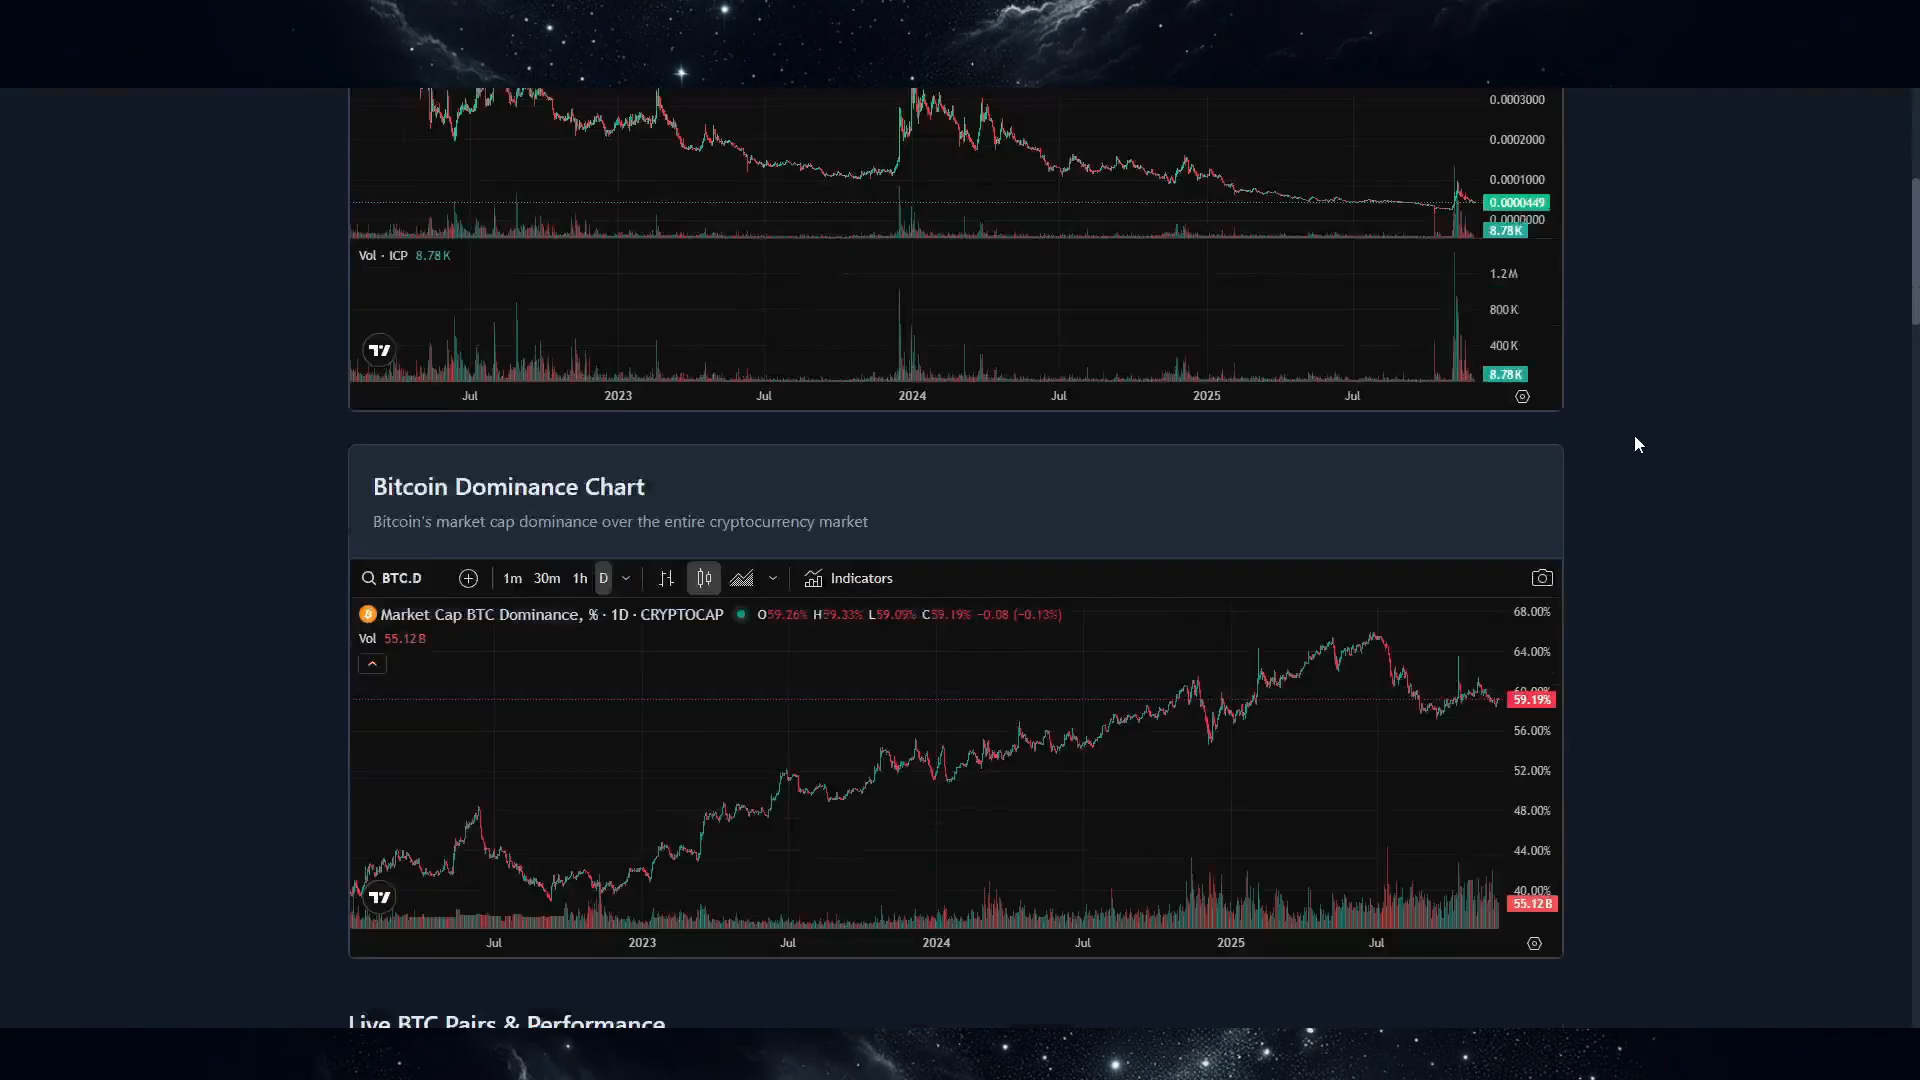 0.0003000
0.0002000
0.0001000
0.0000449
0.0000000
8.78K
Vol · ICP 8.78K
1.2M
800K
400K
8.78K
Jul 2023 Jul 2024 Jul 2025 Jul
Bitcoin Dominance Chart
Bitcoin's market cap dominance over the entire cryptocurrency market
BTC.D 1m 30m 1h D Indicators
Market Cap BTC Dominance, % · 1D · CRYPTOCAP O59.26% H59.33% L59.09% C59.19% −0.08 (−0.13%)
Vol 55.12B
68.00%
64.00%
60.00%
59.19%
56.00%
52.00%
48.00%
44.00%
40.00%
55.12B
Jul 2023 Jul 2024 Jul 2025 Jul
Live BTC Pairs & Performance